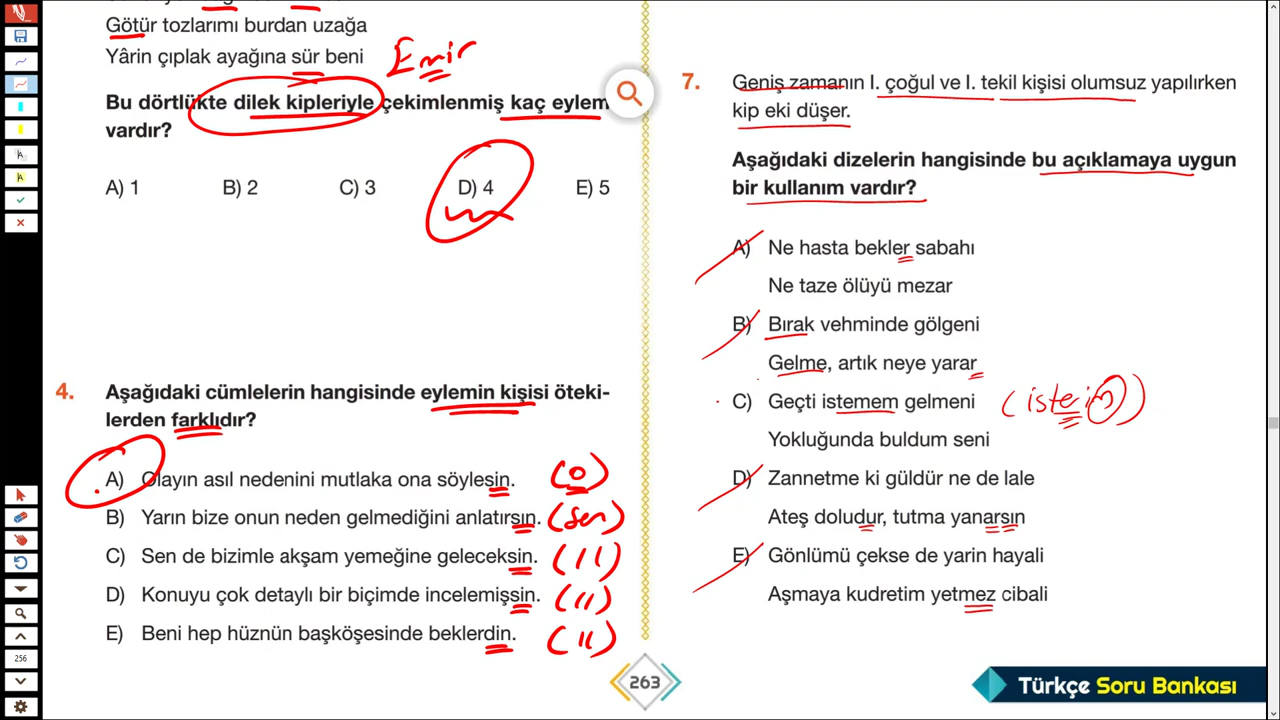 Götür tozlarımı burdan uzağa
Yârin çıplak ayağına sür beni
Emir
Bu dörtlükte dilek kipleriyle çekimlenmiş kaç eylem
vardır?
A) 1 B) 2 C) 3 D) 4 E) 5
4. Aşağıdaki cümlelerin hangisinde eylemin kişisi öteki-
lerden farklıdır?
A) Olayın asıl nedenini mutlaka ona söylesin. (o)
B) Yarın bize onun neden gelmediğini anlatırsın. (Sen)
C) Sen de bizimle akşam yemeğine geleceksin. (11)
D) Konuyu çok detaylı bir biçimde incelemişsin. (11)
E) Beni hep hüznün başköşesinde beklerdin. (11)
7. Geniş zamanın I. çoğul ve I. tekil kişisi olumsuz yapılırken
kip eki düşer.
Aşağıdaki dizelerin hangisinde bu açıklamaya uygun
bir kullanım vardır?
A) Ne hasta bekler sabahı
Ne taze ölüyü mezar
B) Bırak vehminde gölgeni
Gelme, artık neye yarar
C) Geçti istemem gelmeni (isterim)
Yokluğunda buldum seni
D) Zannetme ki güldür ne de lale
Ateş doludur, tutma yanarsın
E) Gönlümü çekse de yarin hayali
Aşmaya kudretim yetmez cibali
263
Türkçe Soru Bankası
256